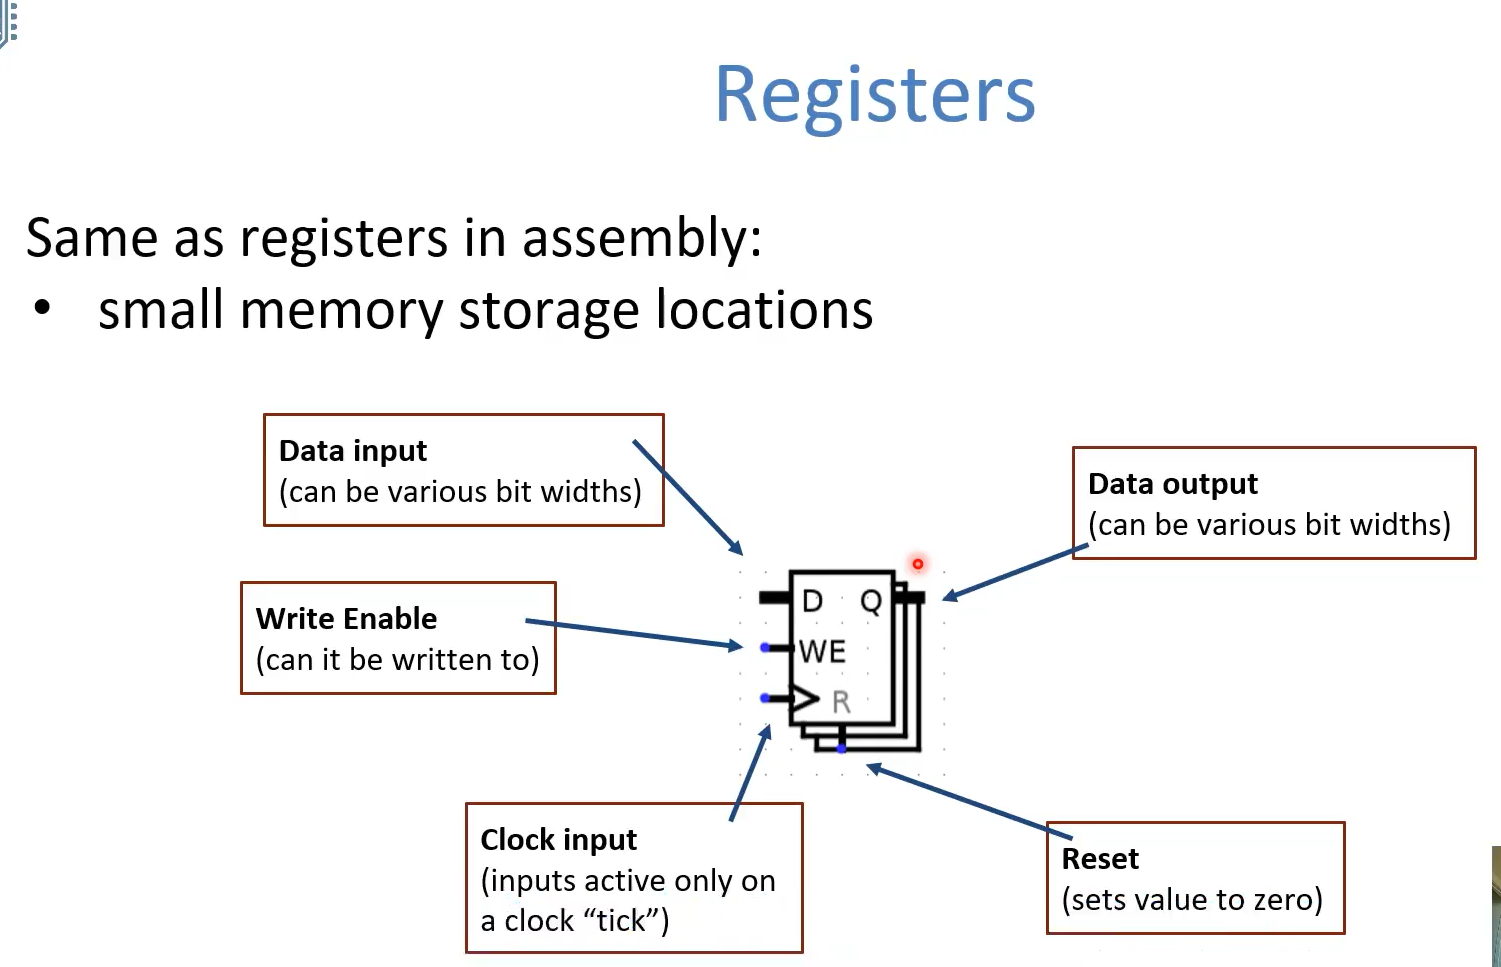 Registers
Same as registers in assembly:
• small memory storage locations
Data input
(can be various bit widths)
Data output
(can be various bit widths)
Write Enable
(can it be written to)
D Q
WE
R
Clock input
(inputs active only on
a clock “tick”)
Reset
(sets value to zero)